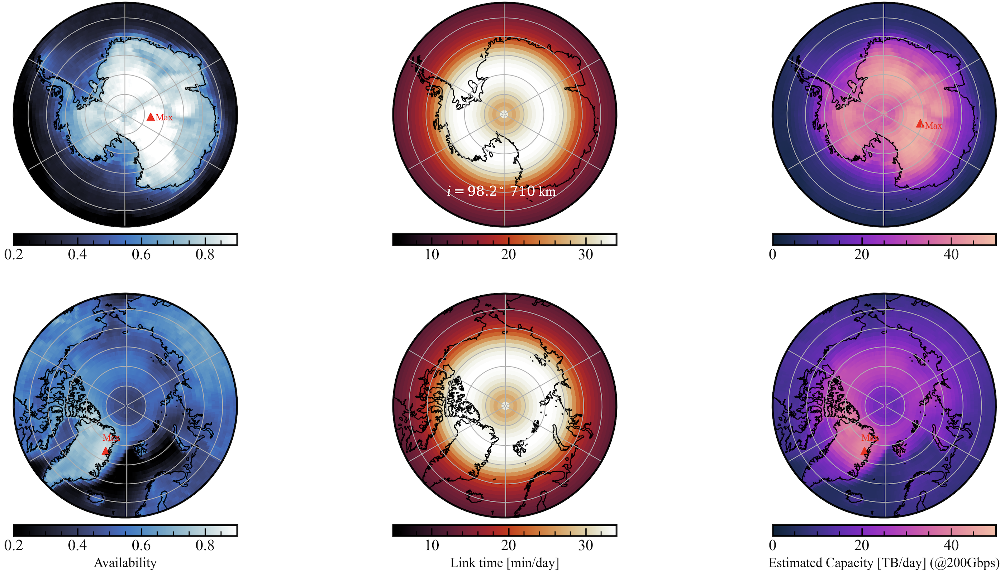 Max
i = 98.2° 710 km
Max
0.2 0.4 0.6 0.8
10 20 30
0 20 40
Max
Max
0.2 0.4 0.6 0.8
10 20 30
0 20 40
Availability
Link time [min/day]
Estimated Capacity [TB/day] (@200Gbps)